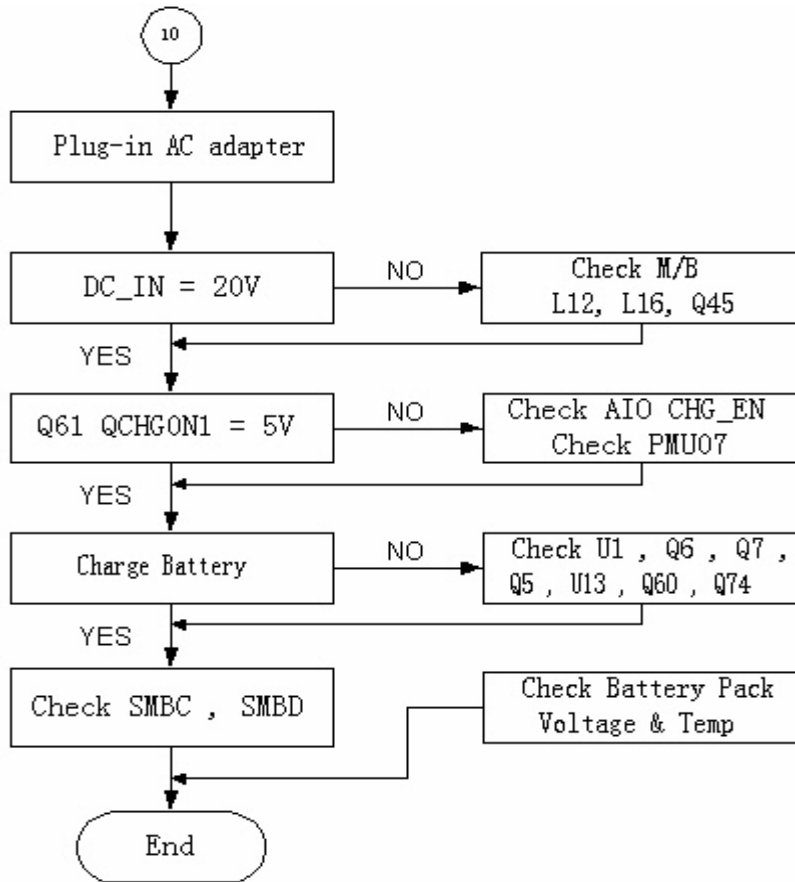 10
Plug-in AC adapter
DC_IN = 20V
NO
Check M/B
L12, L16, Q45
YES
Q61 QCHGON1 = 5V
NO
Check AIO CHG_EN
Check PMU07
YES
Charge Battery
NO
Check U1 , Q6 , Q7 ,
Q5 , U13 , Q60 , Q74
YES
Check SMBC , SMBD
Check Battery Pack
Voltage & Temp
End